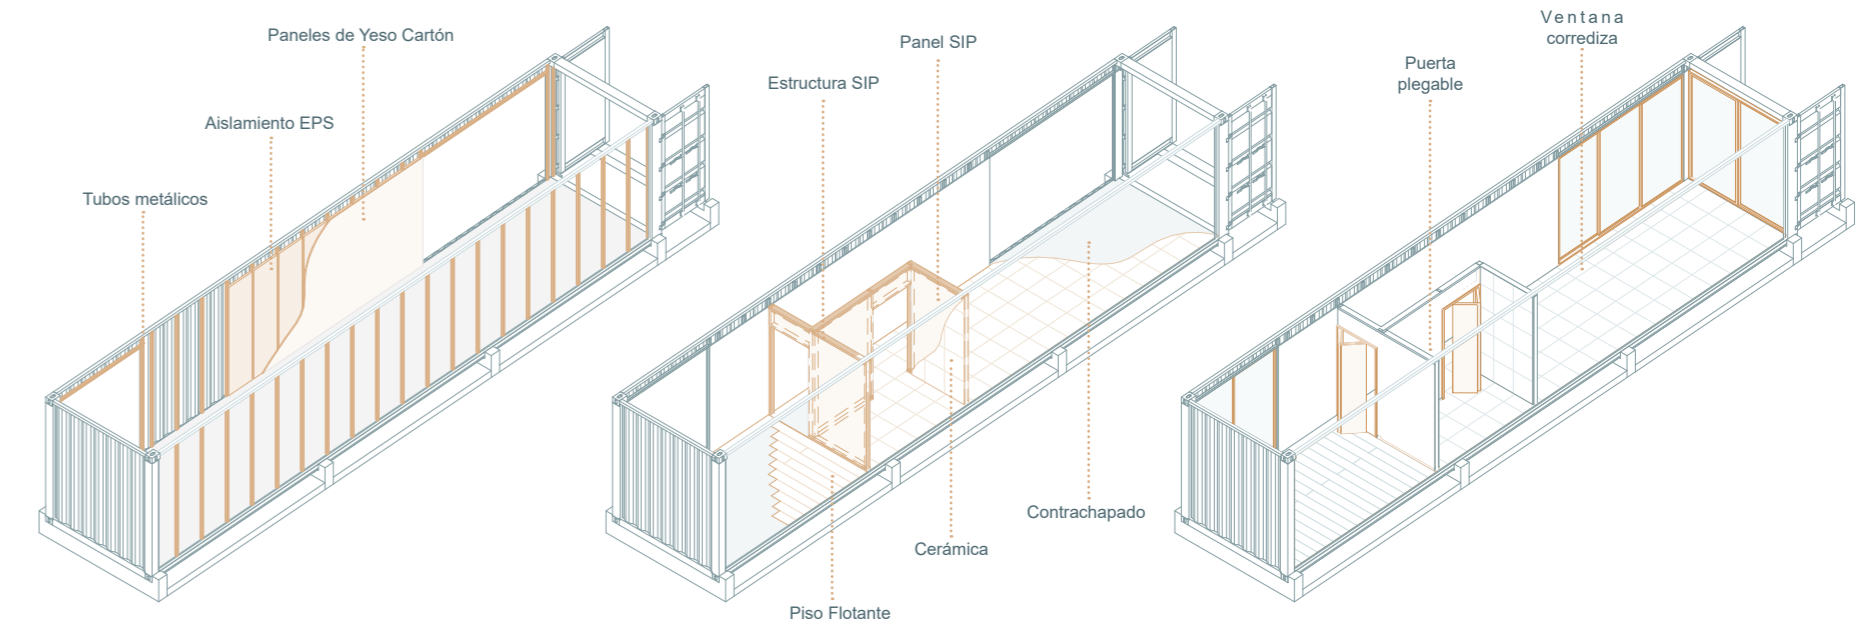 Paneles de Yeso Cartón
Aislamiento EPS
Tubos metálicos
Panel SIP
Estructura SIP
Contrachapado
Cerámica
Piso Flotante
Ventana
corrediza
Puerta
plegable